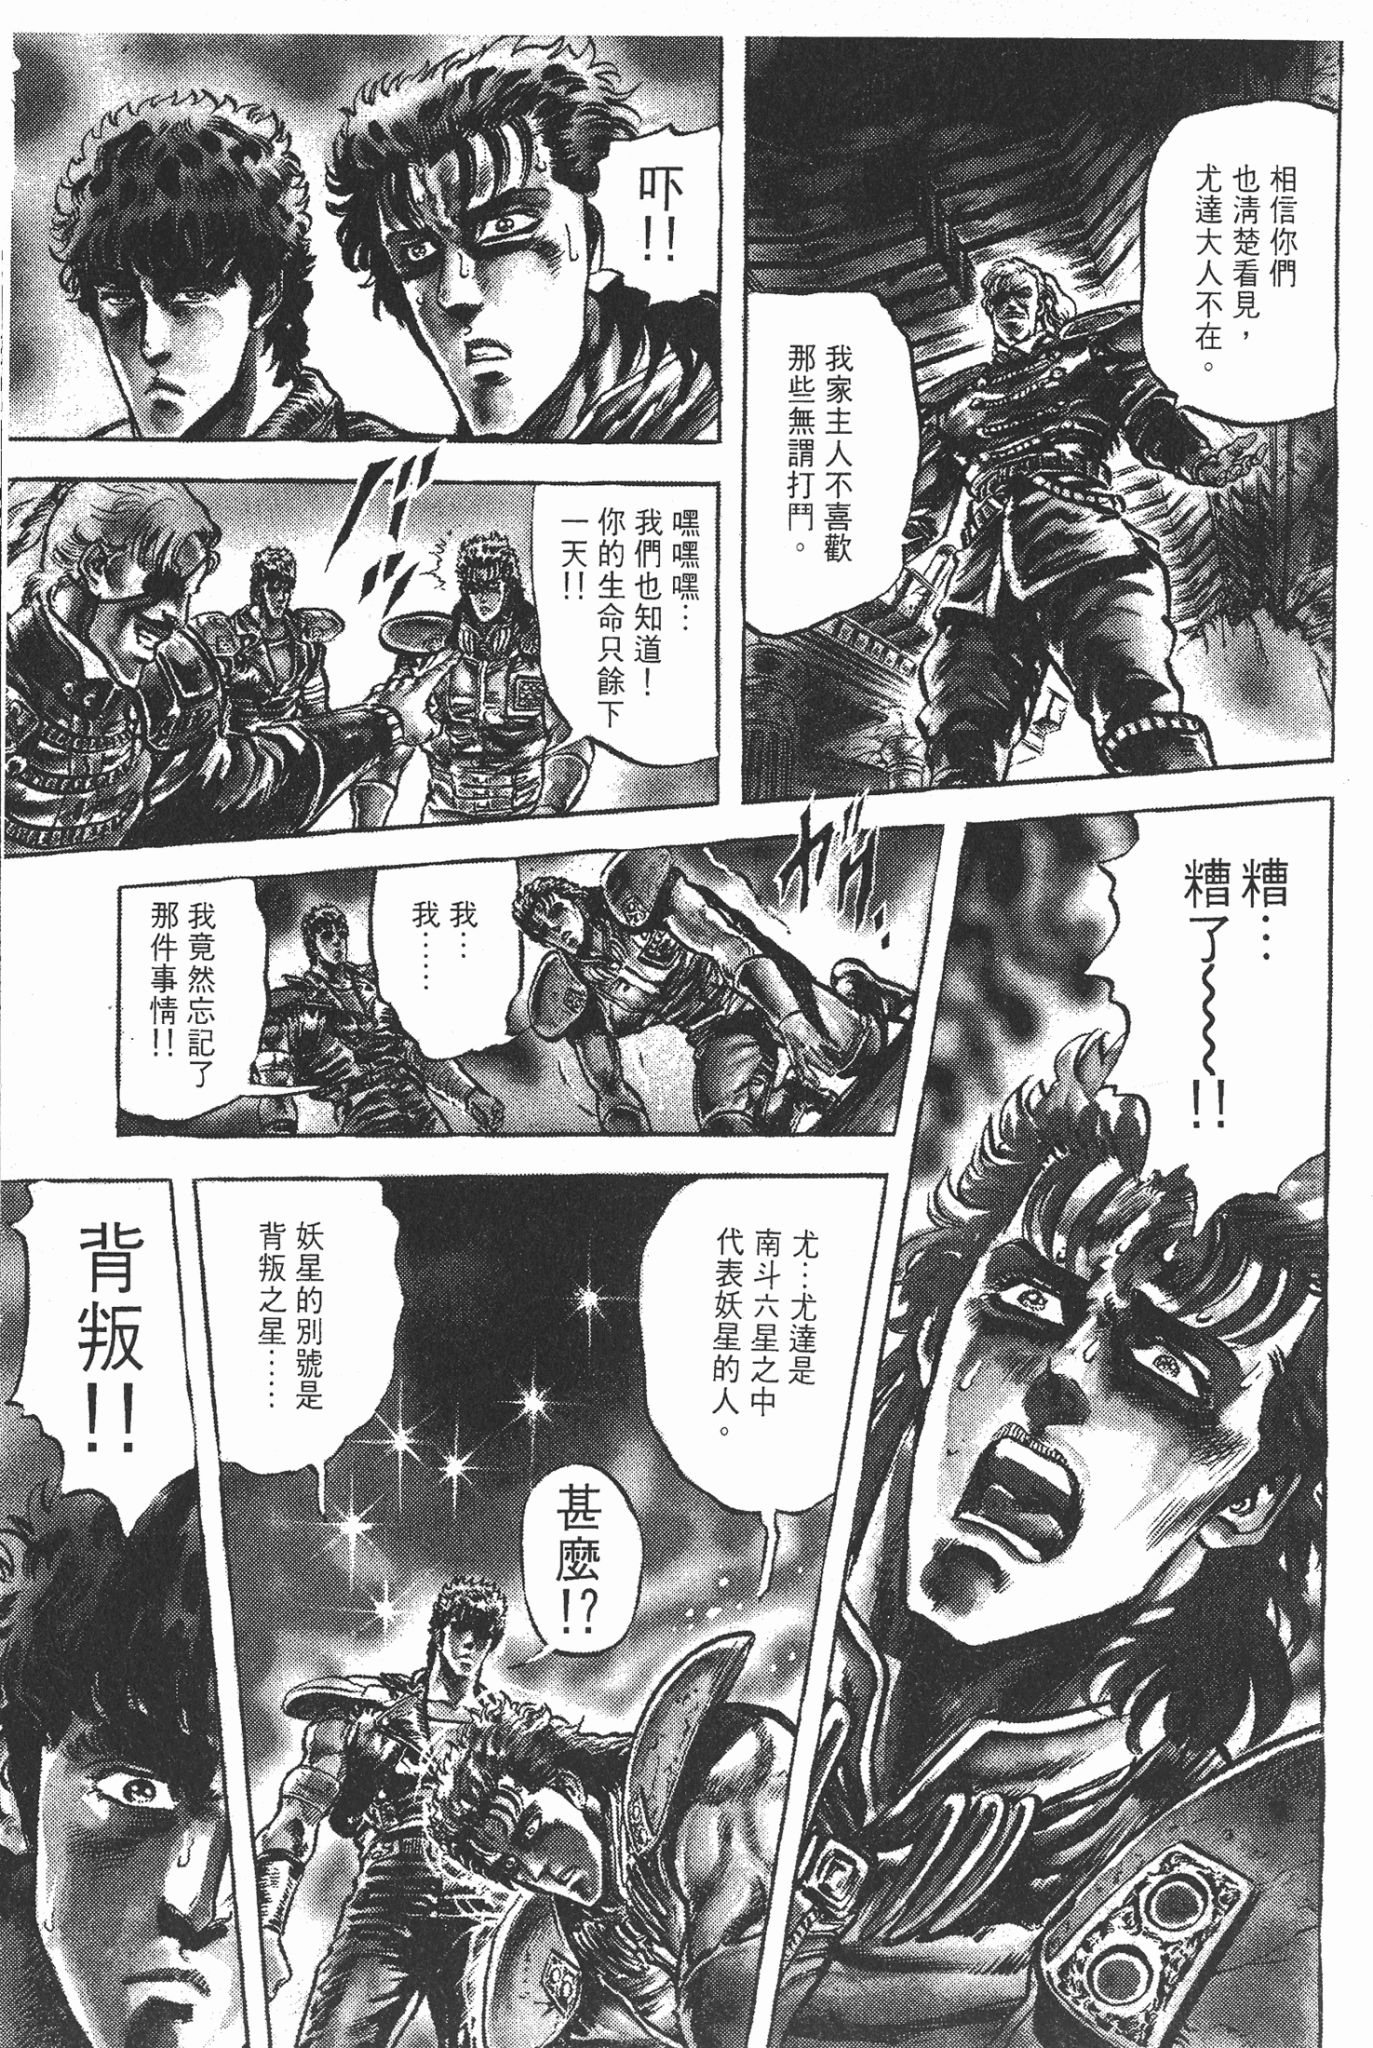 相信你們
也淸楚看見，
尤達大人不在。
我家主人不喜歡
那些無謂打鬥。
吓!!
嘿嘿嘿…
我們也知道！
你的生命只餘下
一天!!
糟…
糟了～～!!
我…
我……
我竟然忘記了
那件事情!!
尤…尤達是
南斗六星之中
代表妖星的人。
甚麼!?
妖星的別號是
背叛之星……
背叛!!